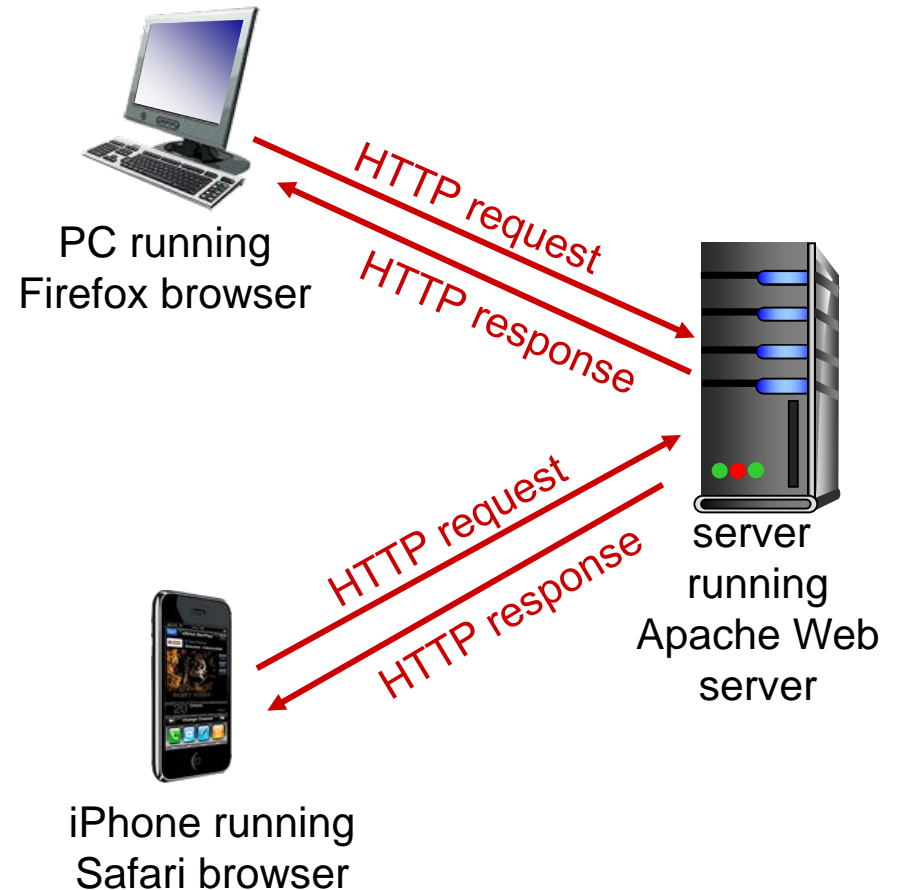 HTTP request
HTTP response
PC running
Firefox browser
HTTP request
HTTP response
server
running
Apache Web
server
iPhone running
Safari browser